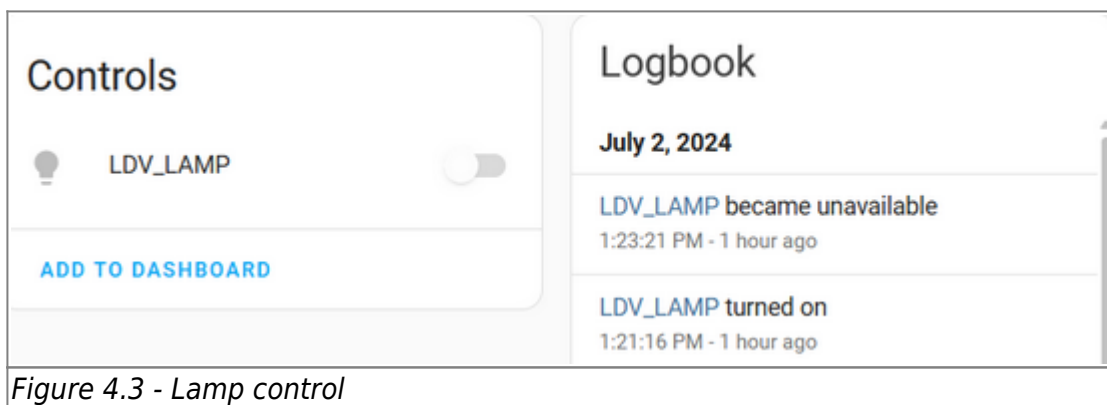 Controls
LDV_LAMP
ADD TO DASHBOARD
Logbook
July 2, 2024
LDV_LAMP became unavailable
1:23:21 PM - 1 hour ago
LDV_LAMP turned on
1:21:16 PM - 1 hour ago
Figure 4.3 - Lamp control